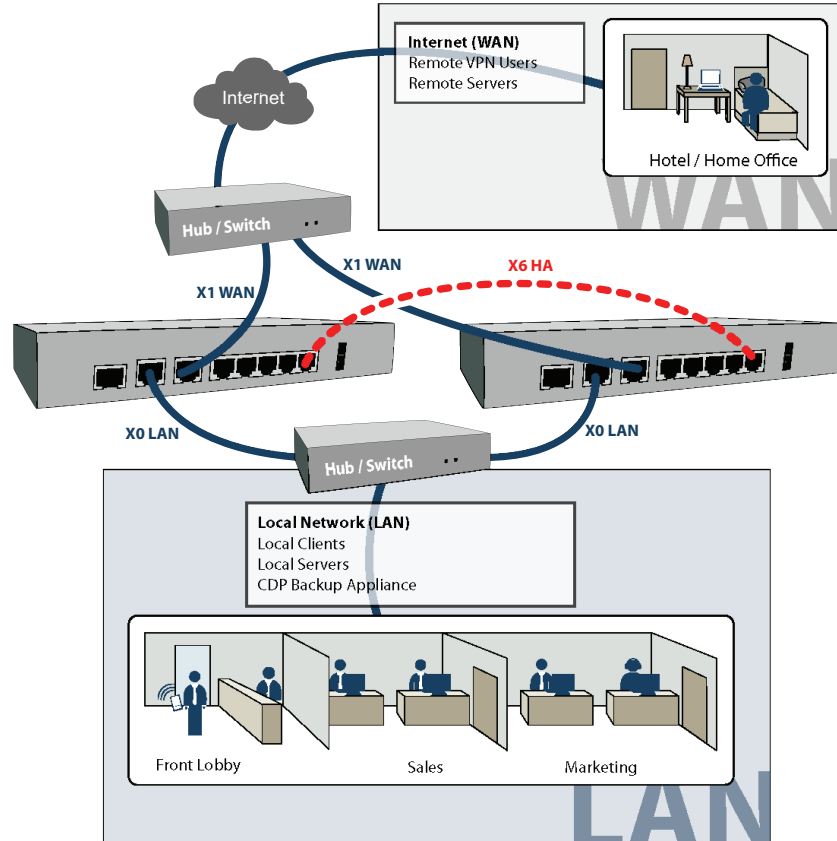 Internet (WAN)
Remote VPN Users
Remote Servers
Internet
Hotel / Home Office
WAN
Hub / Switch
X1 WAN
X1 WAN
X6 HA
X0 LAN
X0 LAN
Hub / Switch
Local Network (LAN)
Local Clients
Local Servers
CDP Backup Appliance
Front Lobby
Sales
Marketing
LAN